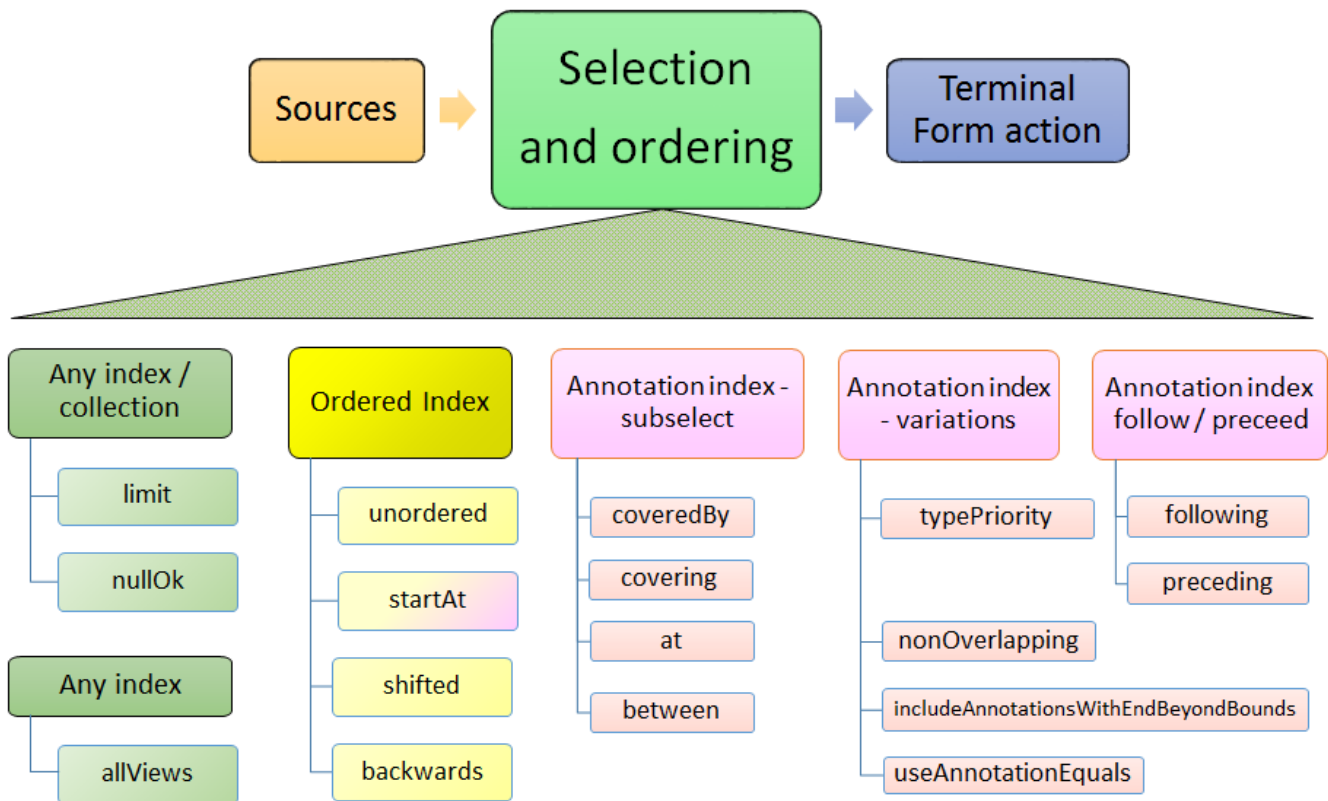 Sources
Selection
and ordering
Terminal
Form action
Any index /
collection
limit
nullOk
Any index
allViews
Ordered Index
unordered
startAt
shifted
backwards
Annotation index -
subselect
coveredBy
covering
at
between
Annotation index
- variations
typePriority
nonOverlapping
includeAnnotationsWithEndBeyondBounds
useAnnotationEquals
Annotation index
follow / preceed
following
preceding